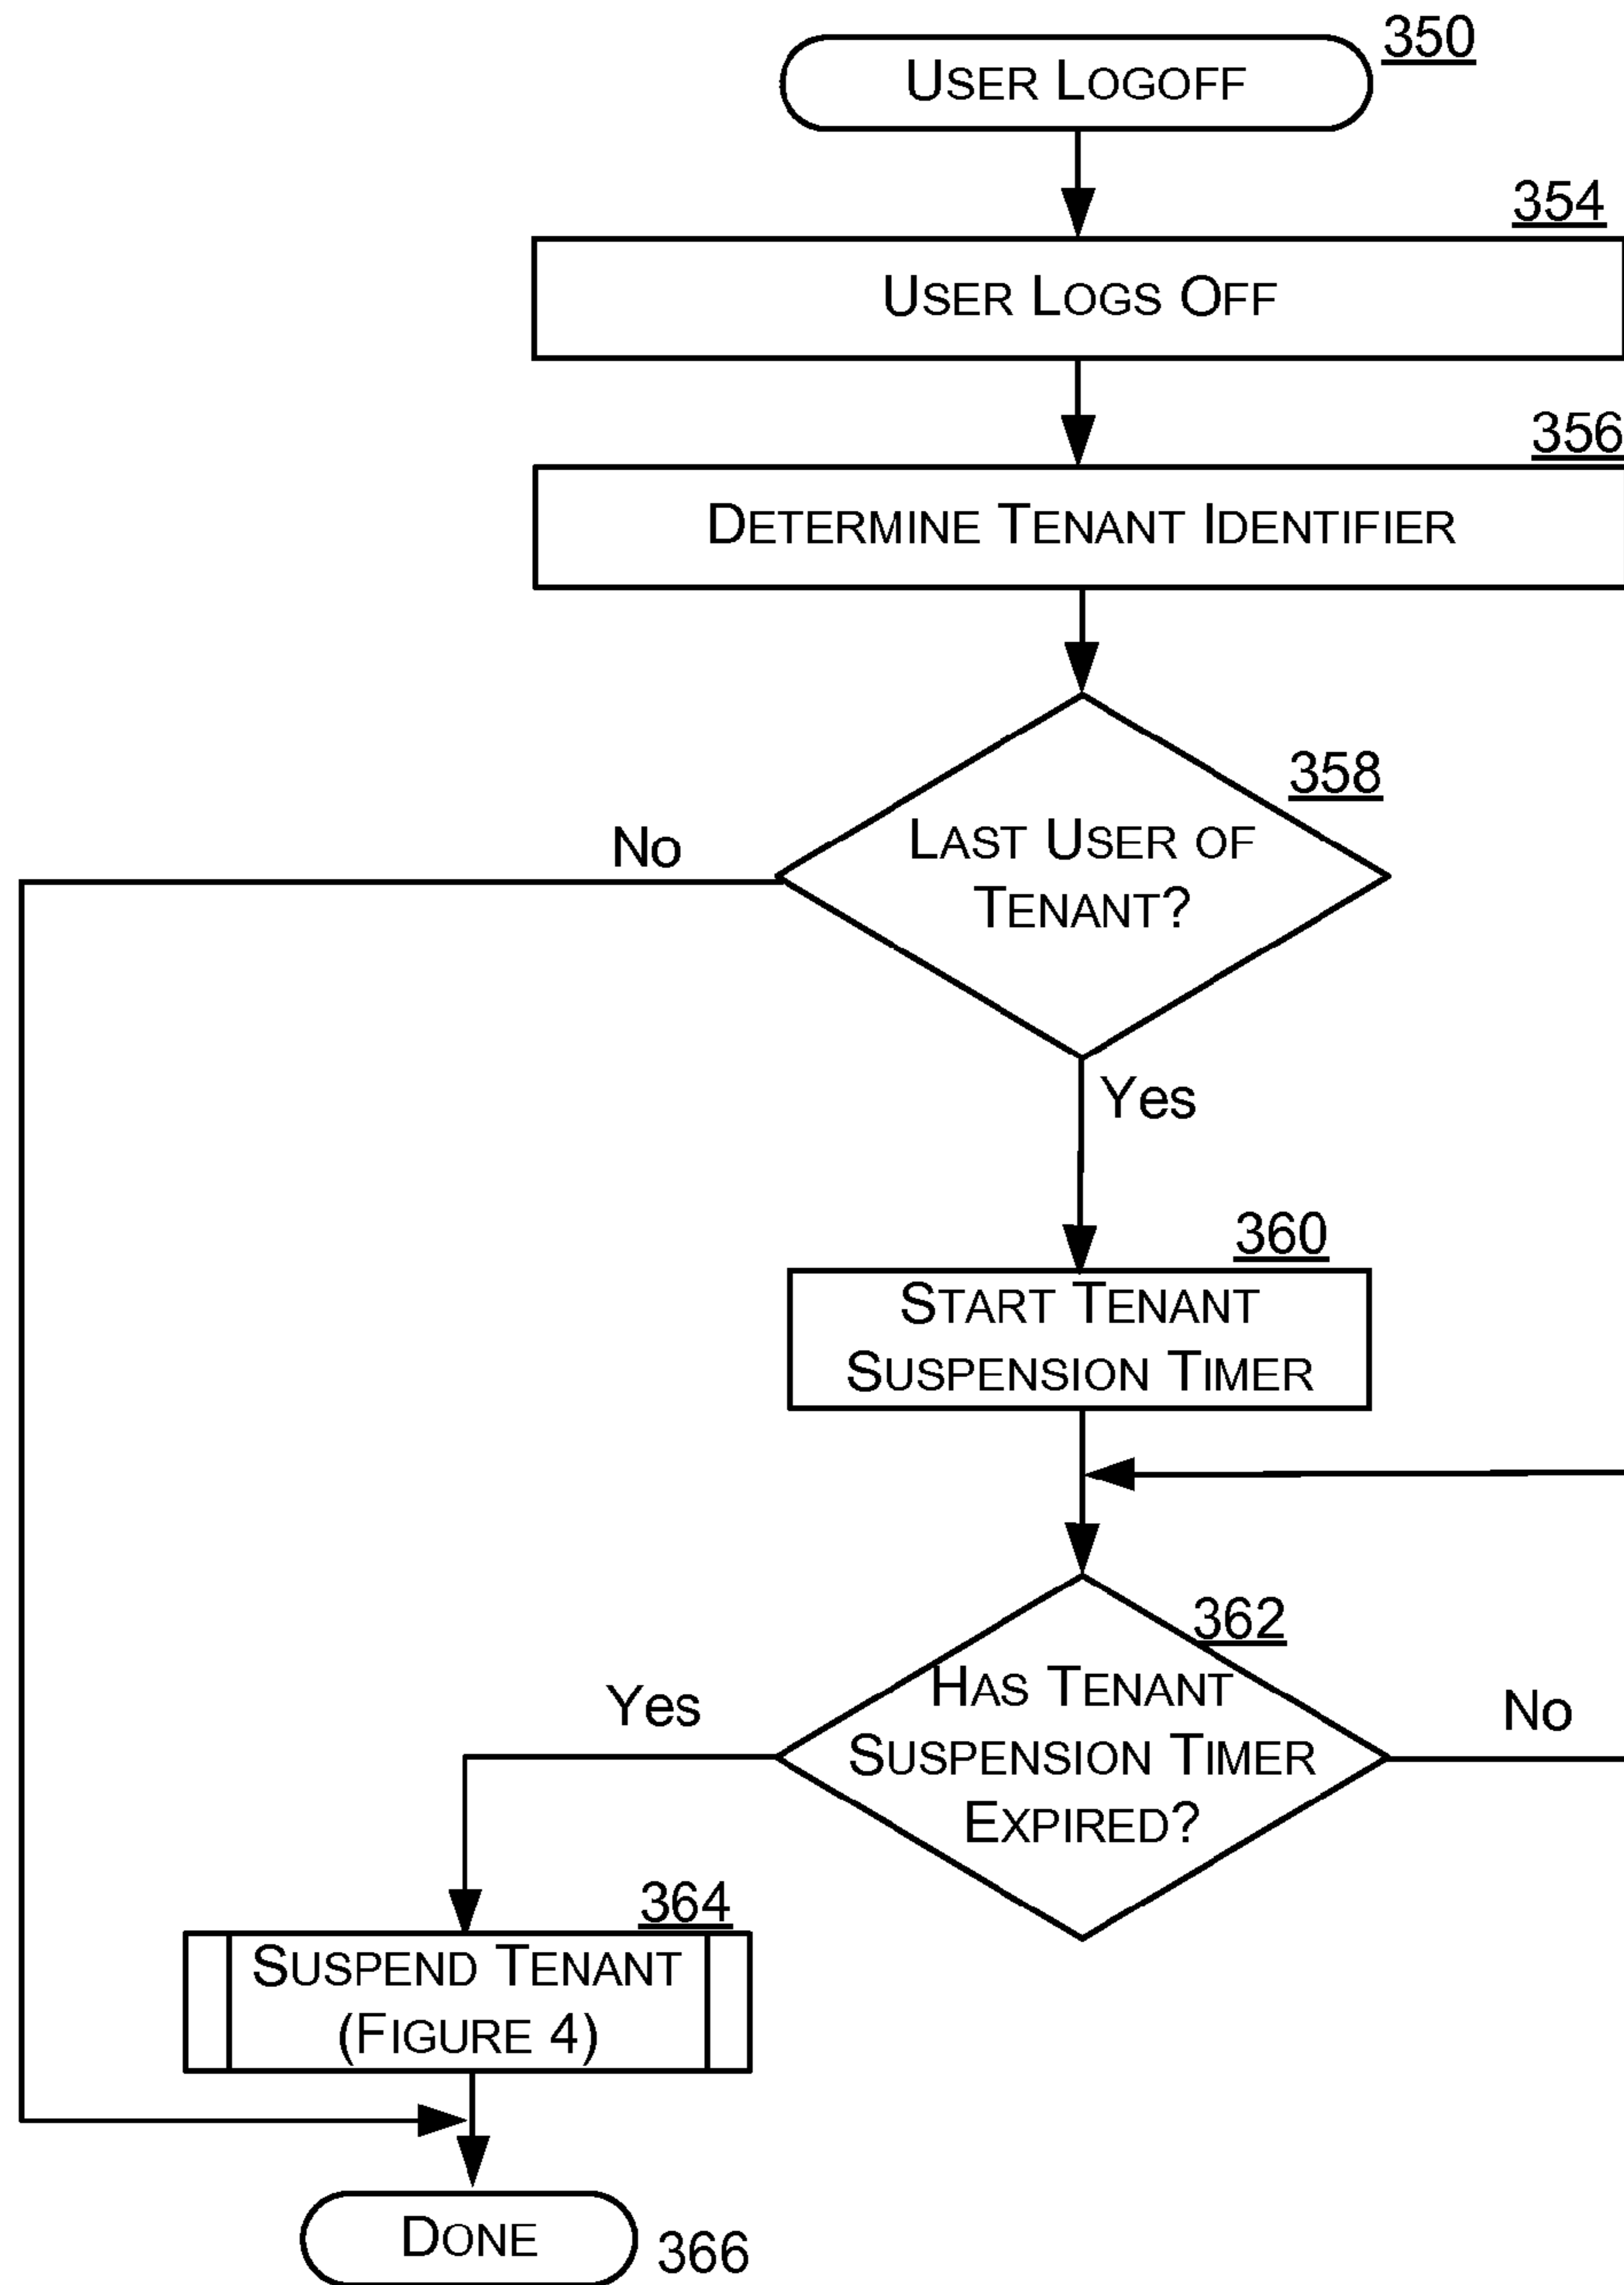 350
User Logoff
354
User Logs Off
356
Determine Tenant Identifier
358
Last User of
Tenant?
No
Yes
360
Start Tenant
Suspension Timer
362
Has Tenant
Suspension Timer
Expired?
Yes
No
364
Suspend Tenant
(Figure 4)
Done
366